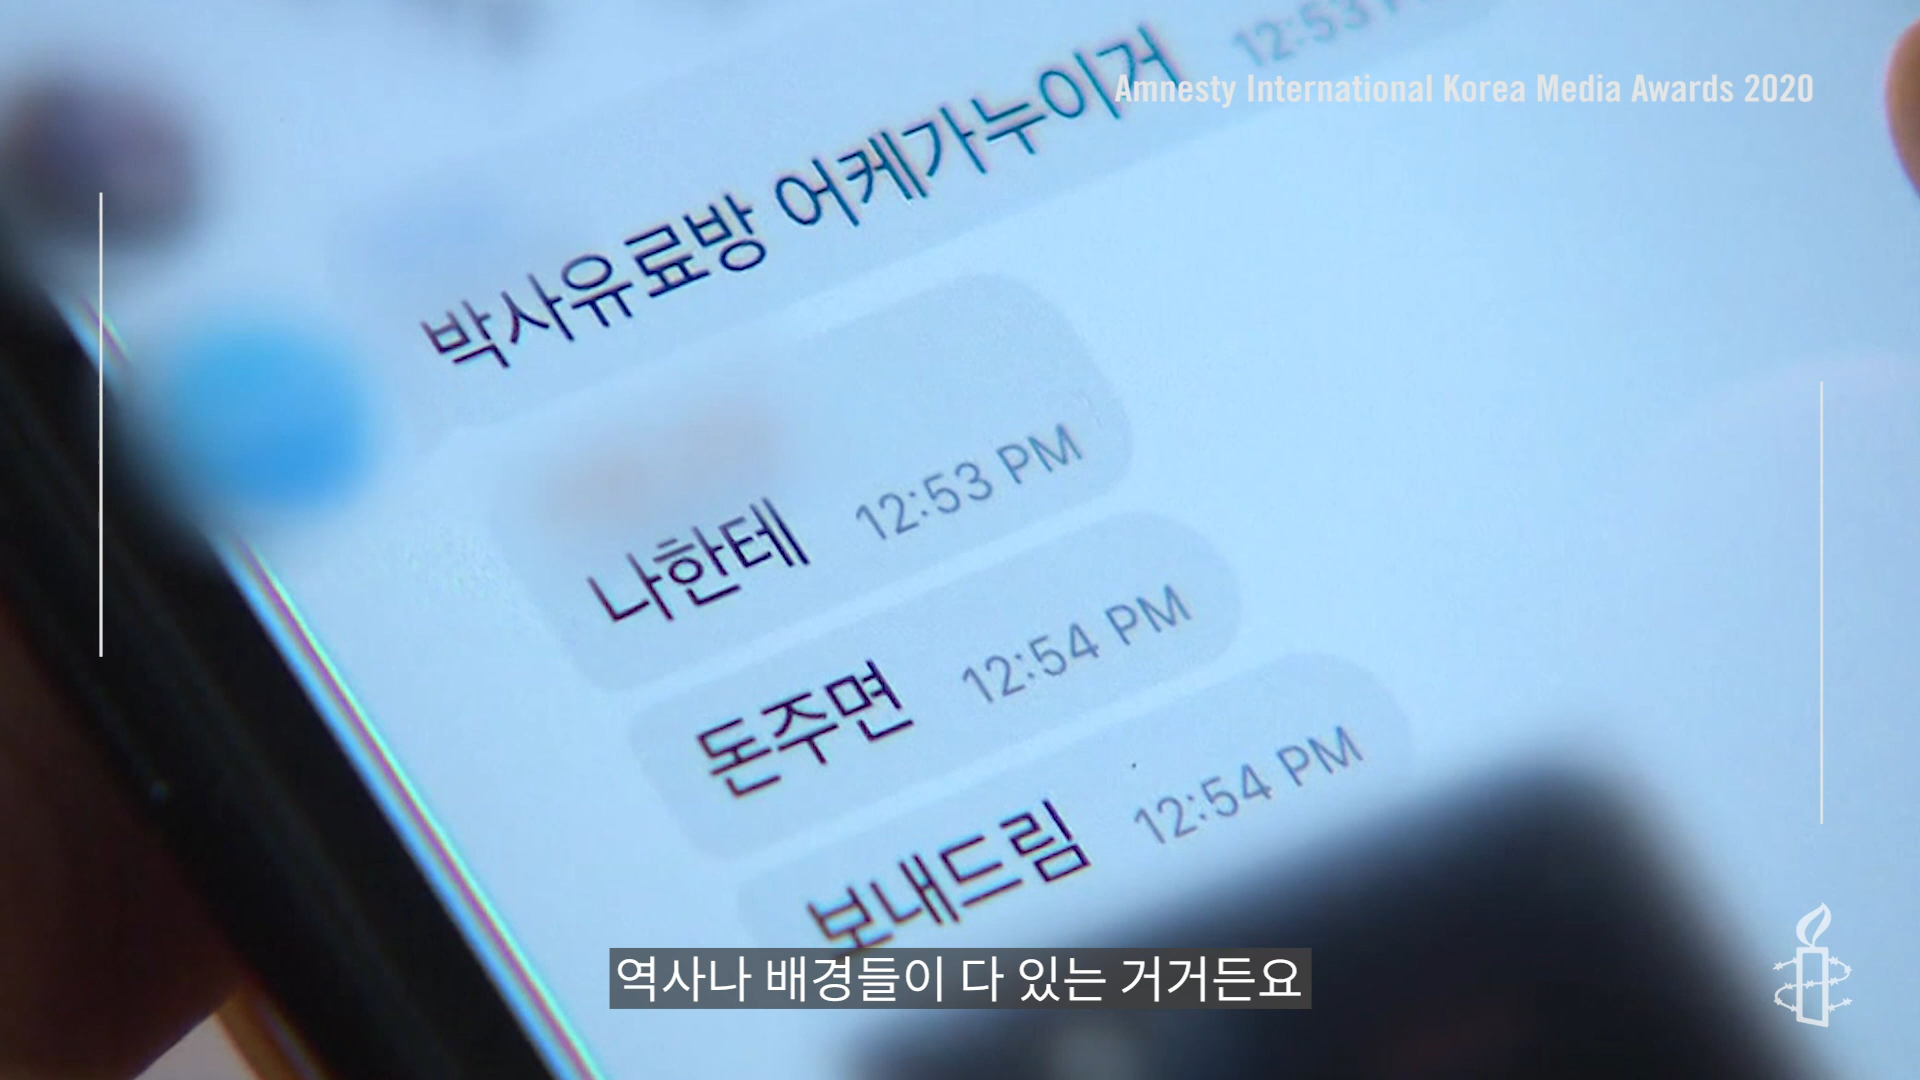 12:53
Amnesty International Korea Media Awards 2020
박사유료방 어케가누이거
나한테 12:53 PM
돈주면 12:54 PM
보내드림 12:54 PM
역사나 배경들이 다 있는 거거든요